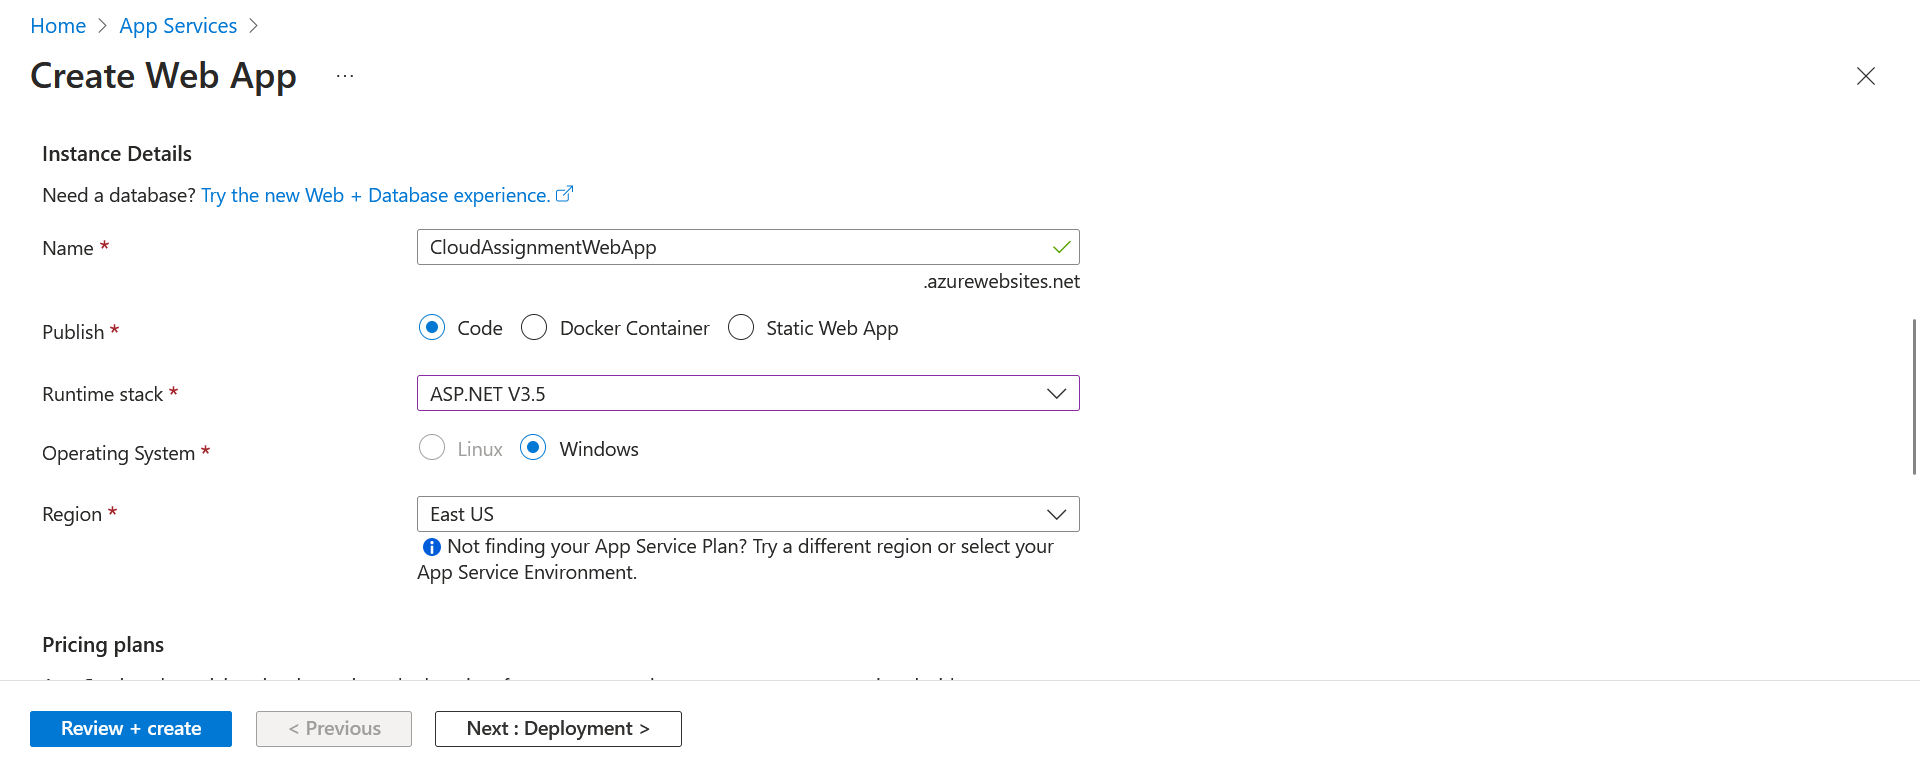 Home > App Services >
Create Web App ...
Instance Details
Need a database? Try the new Web + Database experience.
Name * CloudAssignmentWebApp
.azurewebsites.net
Publish * Code Docker Container Static Web App
Runtime stack * ASP.NET V3.5
Operating System * Linux Windows
Region * East US
Not finding your App Service Plan? Try a different region or select your
App Service Environment.
Pricing plans
Review + create < Previous Next : Deployment >